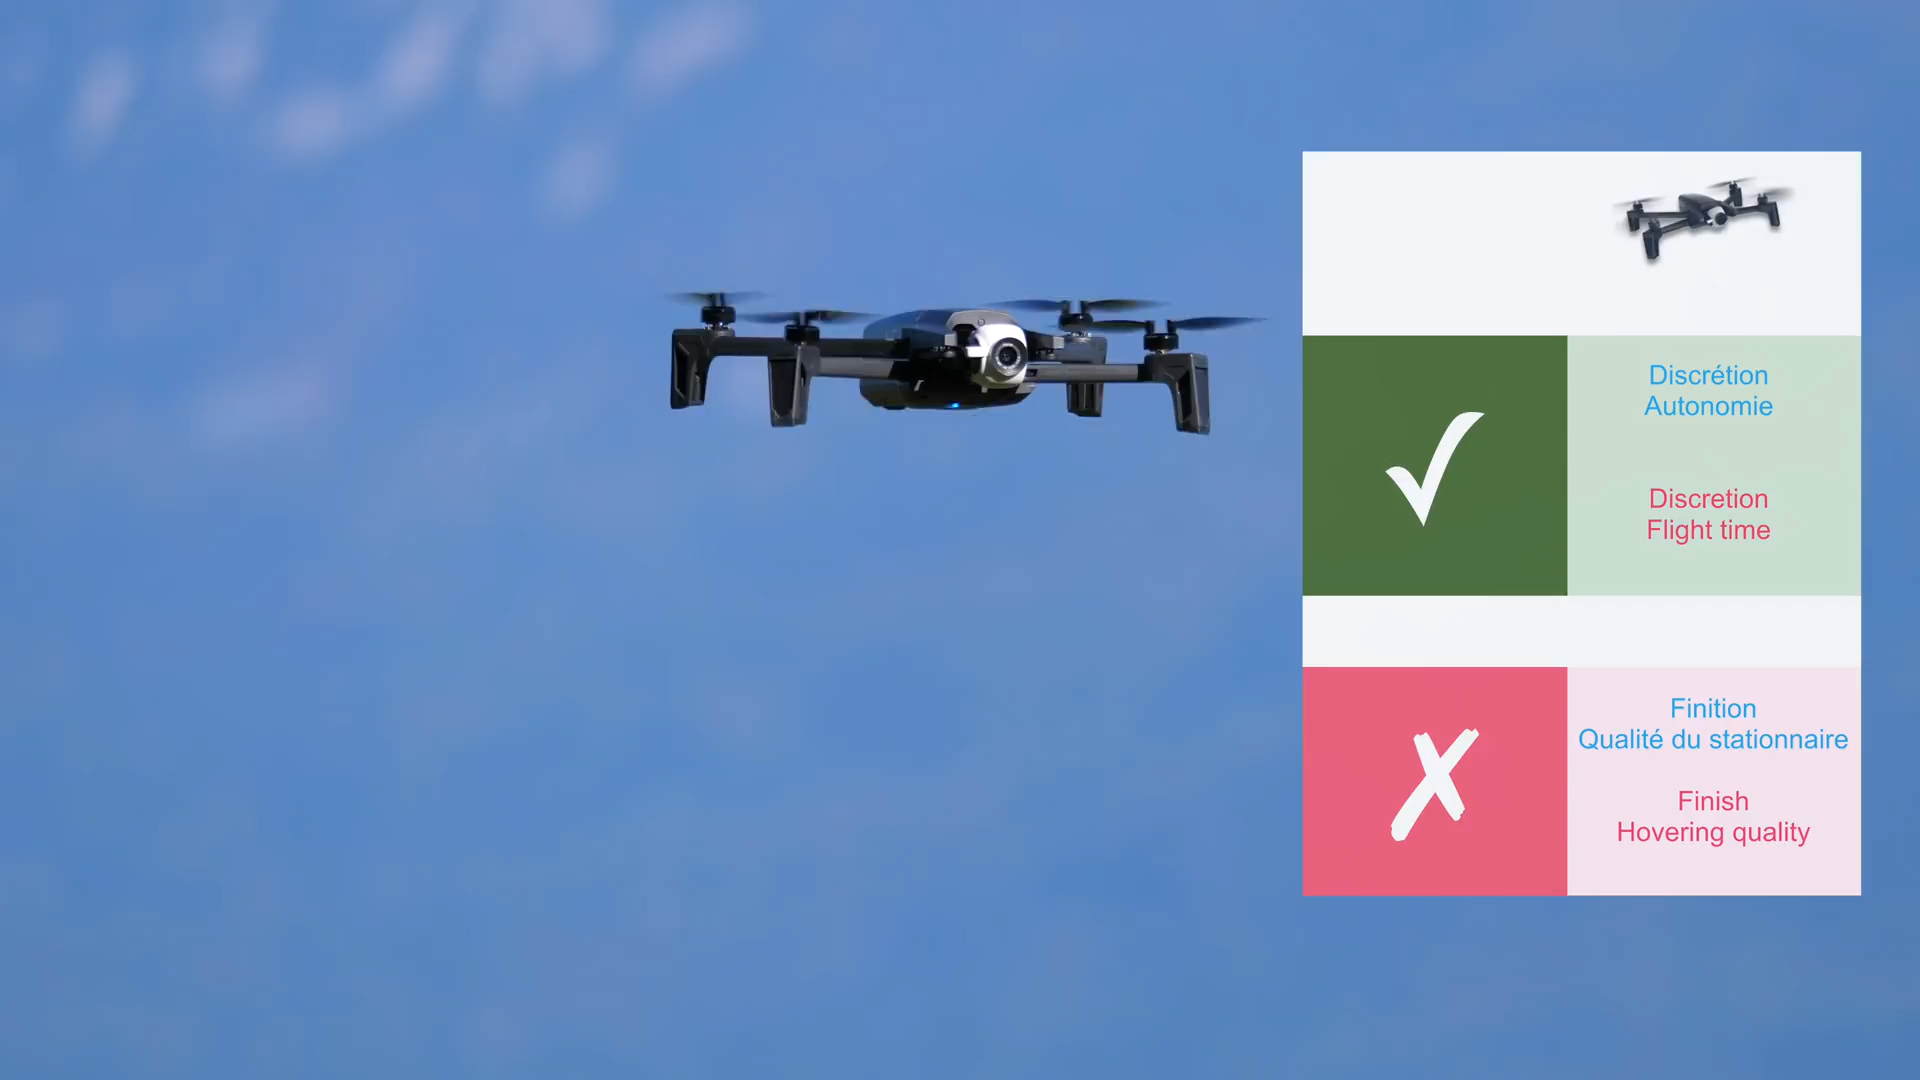 Discrétion
Autonomie
Discretion
Flight time
Finition
Qualité du stationnaire
Finish
Hovering quality